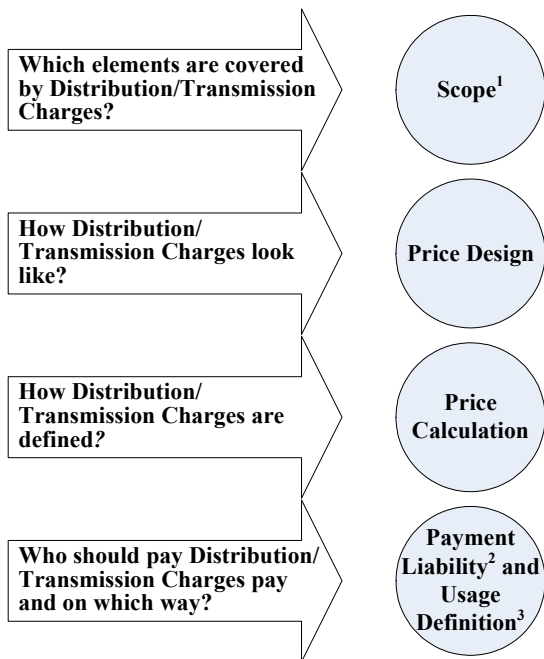 Which elements are covered
by Distribution/Transmission
Charges?
Scope¹
How Distribution/
Transmission Charges look
like?
Price Design
How Distribution/
Transmission Charges are
defined?
Price
Calculation
Who should pay Distribution/
Transmission Charges pay
and on which way?
Payment
Liability² and
Usage
Definition³